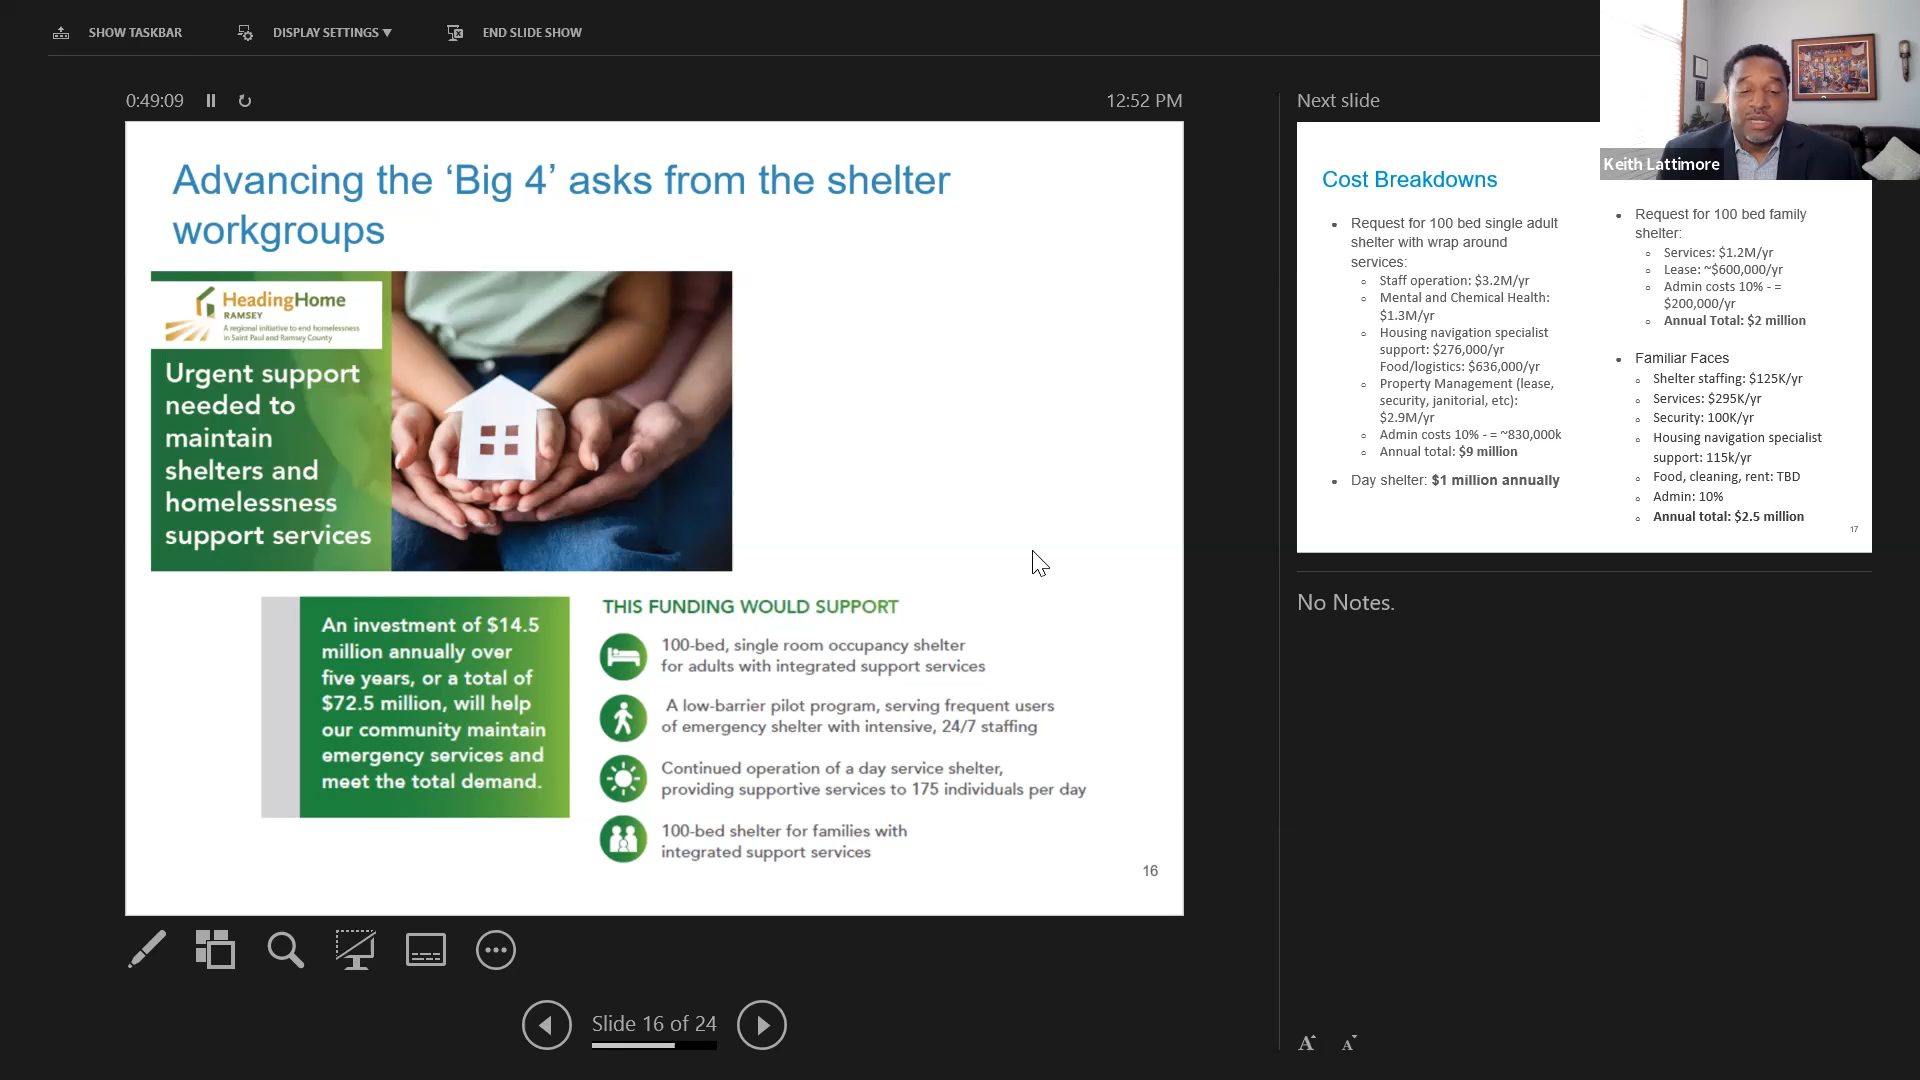 SHOW TASKBAR
DISPLAY SETTINGS ▼
END SLIDE SHOW
0:49:09
12:52 PM
Advancing the ‘Big 4’ asks from the shelter
workgroups
HeadingHome
RAMSEY
A regional initiative to end homelessness
in Saint Paul and Ramsey County
Urgent support
needed to
maintain
shelters and
homelessness
support services
An investment of $14.5
million annually over
five years, or a total of
$72.5 million, will help
our community maintain
emergency services and
meet the total demand.
THIS FUNDING WOULD SUPPORT
100-bed, single room occupancy shelter
for adults with integrated support services
A low-barrier pilot program, serving frequent users
of emergency shelter with intensive, 24/7 staffing
Continued operation of a day service shelter,
providing supportive services to 175 individuals per day
100-bed shelter for families with
integrated support services
16
Slide 16 of 24
Next slide
Keith Lattimore
Cost Breakdowns
• Request for 100 bed single adult
shelter with wrap around
services:
○ Staff operation: $3.2M/yr
○ Mental and Chemical Health:
$1.3M/yr
○ Housing navigation specialist
support: $276,000/yr
Food/logistics: $636,000/yr
○ Property Management (lease,
security, janitorial, etc):
$2.9M/yr
○ Admin costs 10% - = ~830,000k
○ Annual total: $9 million
• Day shelter: $1 million annually
• Request for 100 bed family
shelter:
○ Services: $1.2M/yr
○ Lease: ~$600,000/yr
○ Admin costs 10% - =
$200,000/yr
○ Annual Total: $2 million
• Familiar Faces
○ Shelter staffing: $125K/yr
○ Services: $295K/yr
○ Security: 100K/yr
○ Housing navigation specialist
support: 115k/yr
○ Food, cleaning, rent: TBD
○ Admin: 10%
○ Annual total: $2.5 million
17
No Notes.
A A